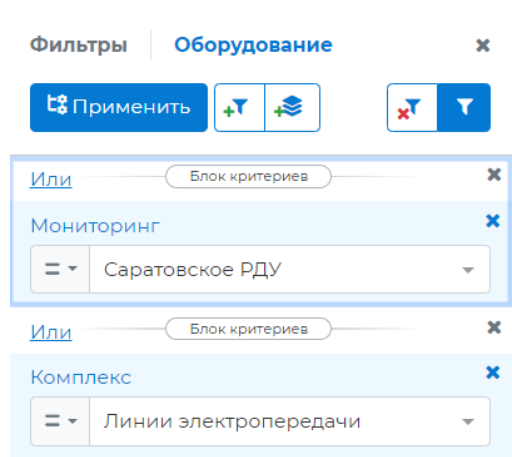 Фильтры Оборудование
Применить
Или Блок критериев
Мониторинг
= Саратовское РДУ
Или Блок критериев
Комплекс
= Линии электропередачи